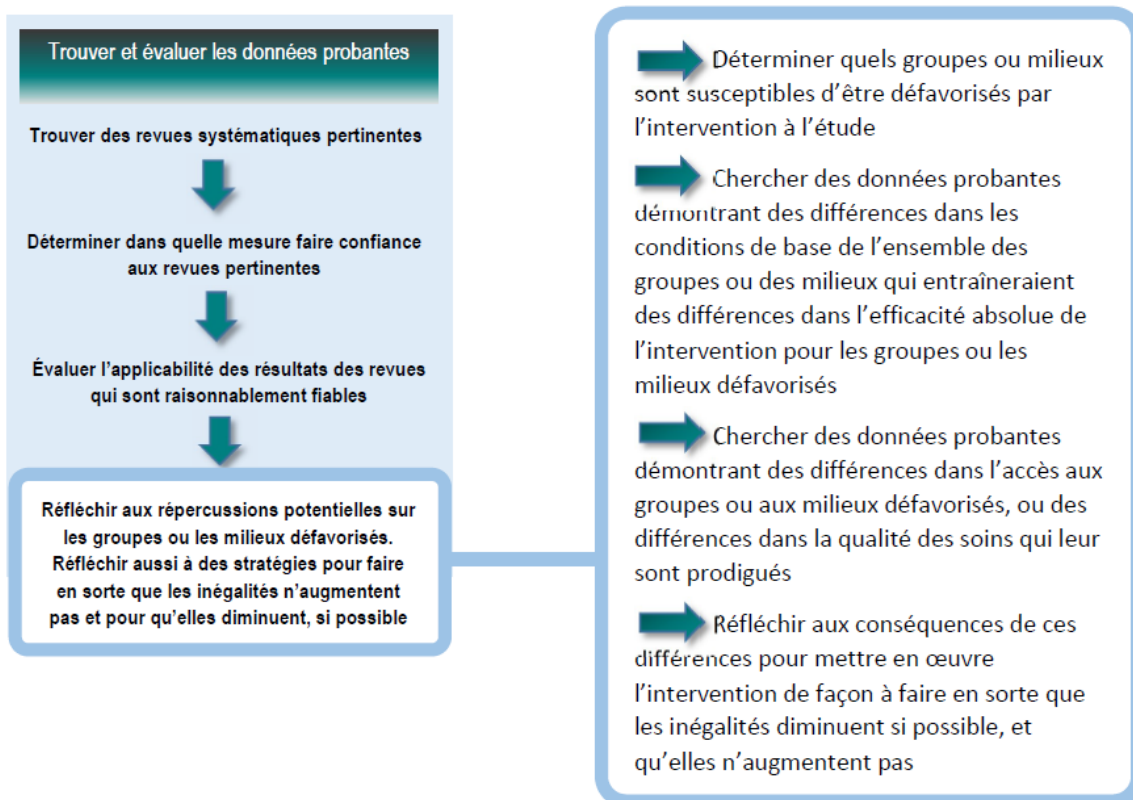 Trouver et évaluer les données probantes
Trouver des revues systématiques pertinentes
Déterminer dans quelle mesure faire confiance
aux revues pertinentes
Évaluer l'applicabilité des résultats des revues
qui sont raisonnablement fiables
Réfléchir aux répercussions potentielles sur
les groupes ou les milieux défavorisés.
Réfléchir aussi à des stratégies pour faire
en sorte que les inégalités n'augmentent
pas et pour qu'elles diminuent, si possible
Déterminer quels groupes ou milieux
sont susceptibles d'être défavorisés par
l'intervention à l'étude
Chercher des données probantes
démontrant des différences dans les
conditions de base de l'ensemble des
groupes ou des milieux qui entraîneraient
des différences dans l'efficacité absolue de
l'intervention pour les groupes ou les
milieux défavorisés
Chercher des données probantes
démontrant des différences dans l'accès aux
groupes ou aux milieux défavorisés, ou des
différences dans la qualité des soins qui leur
sont prodigués
Réfléchir aux conséquences de ces
différences pour mettre en œuvre
l'intervention de façon à faire en sorte que
les inégalités diminuent si possible, et
qu'elles n'augmentent pas